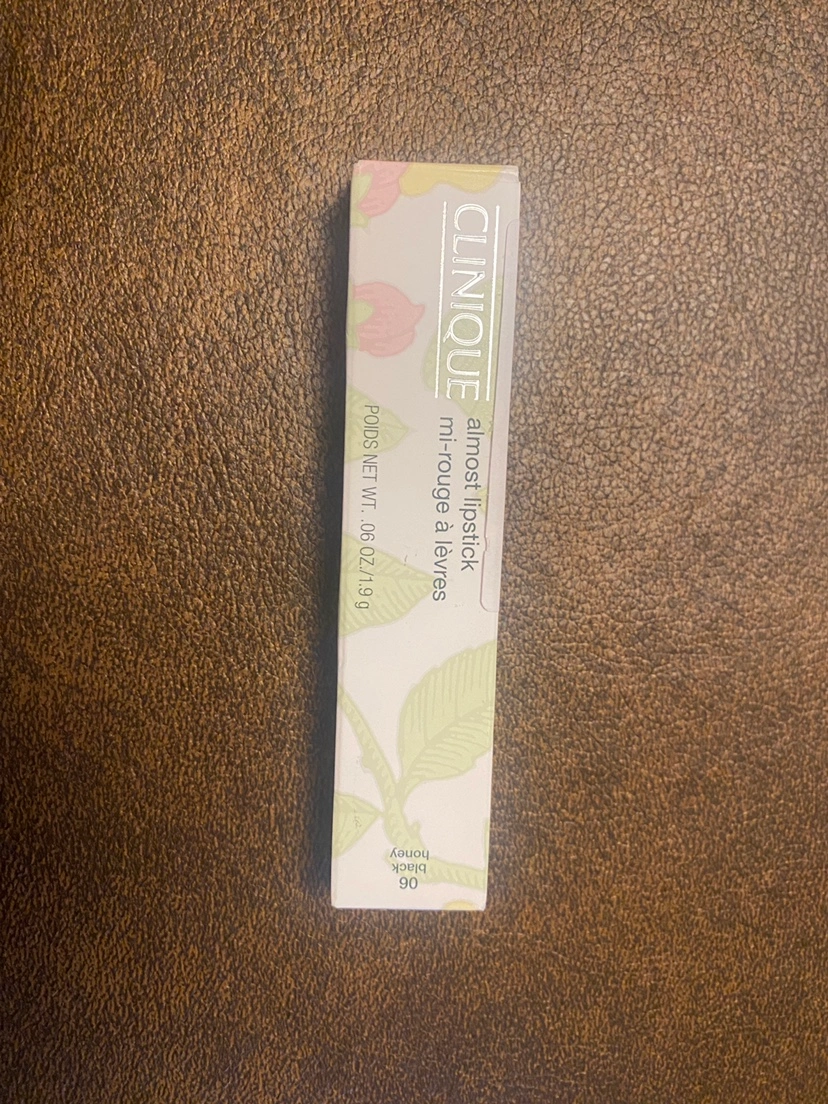 CLINIQUE
almost lipstick
mi-rouge à lèvres
POIDS NET WT. .06 OZ./1.9 g
06
black
honey